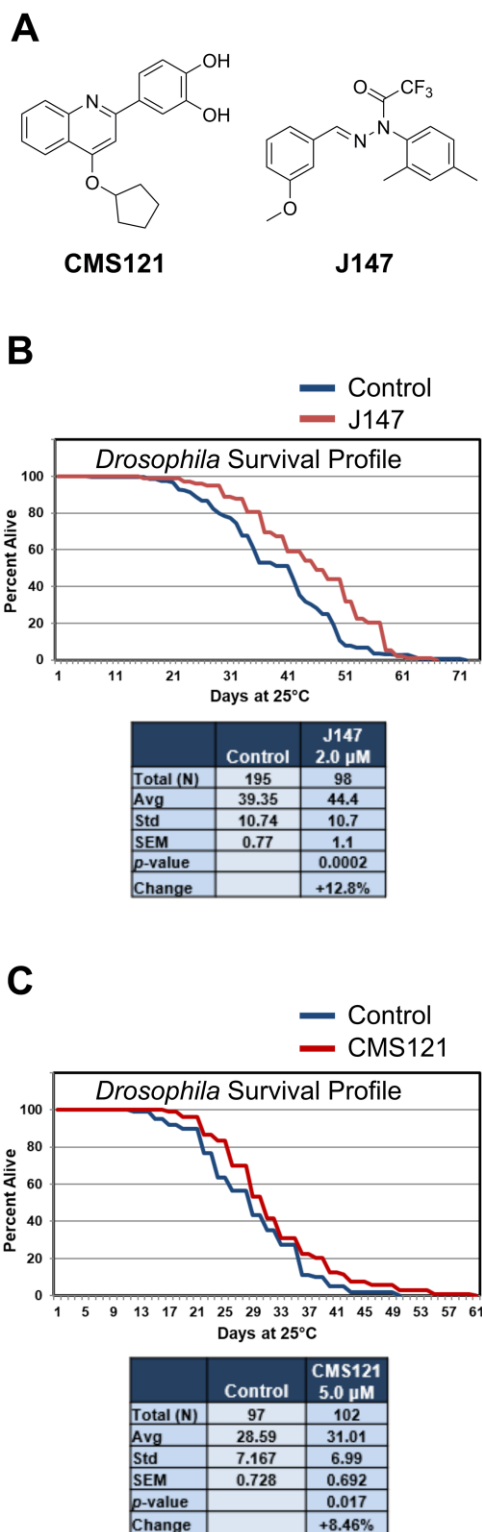 A
N
OH
OH
O
O
CF3
N
N
O
CMS121 J147
B
Control
J147
Drosophila Survival Profile
Percent Alive
100
80
60
40
20
0
1 11 21 31 41 51 61 71
Days at 25°C
Control J147 2.0 µM
Total (N) 195 98
Avg 39.35 44.4
Std 10.74 10.7
SEM 0.77 1.1
p-value 0.0002
Change +12.8%
C
Control
CMS121
Drosophila Survival Profile
Percent Alive
100
80
60
40
20
0
1 5 9 13 17 21 25 29 33 37 41 45 49 53 57 61
Days at 25°C
Control CMS121 5.0 µM
Total (N) 97 102
Avg 28.59 31.01
Std 7.167 6.99
SEM 0.728 0.692
p-value 0.017
Change +8.46%